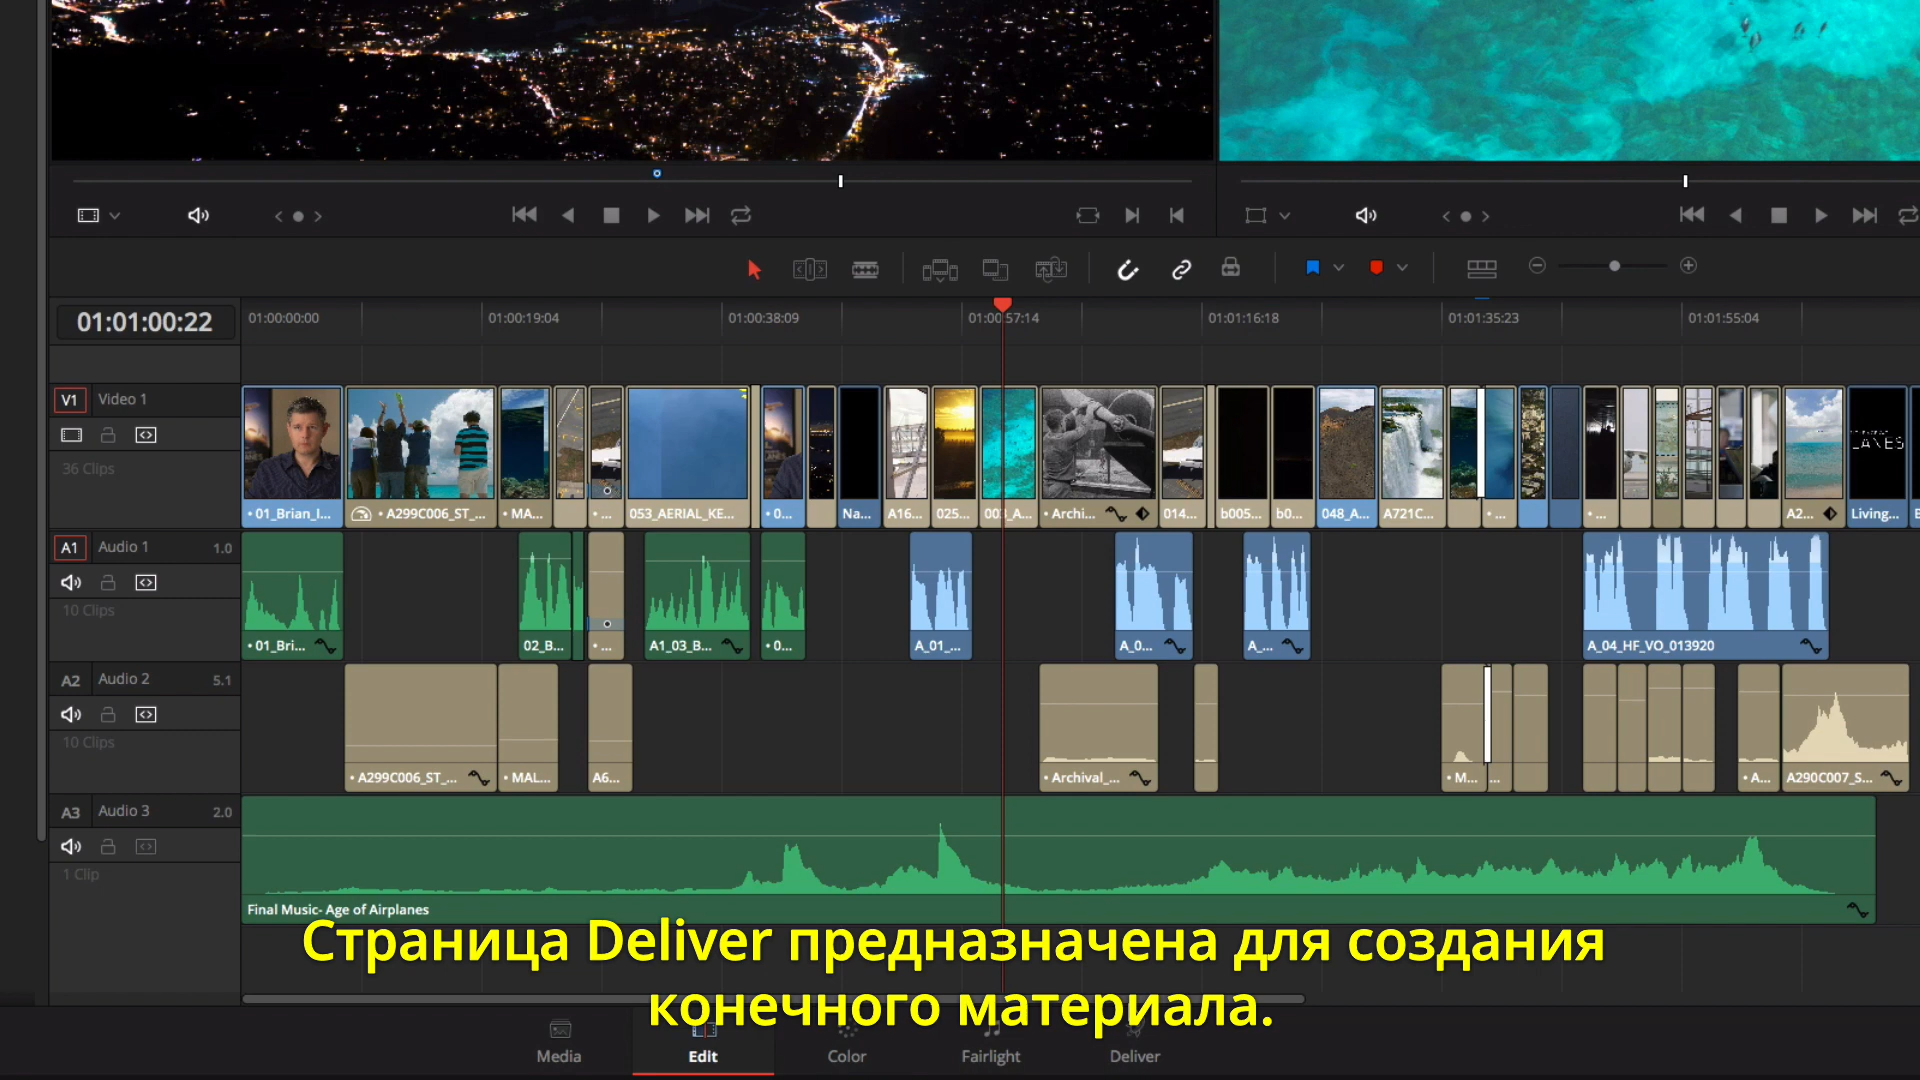 01:01:00:22
01:00:00:00 01:00:19:04 01:00:38:09 01:00:57:14 01:01:16:18 01:01:35:23 01:01:55:04
V1 Video 1
36 Clips
LANES
• 01_Brian_I... • A299C006_ST_... • MA... • ... 053_AERIAL_KE... • 0... Na... A16... 025... 003_A... • Archi... 014... b005... b0... 048_A... A721C... • ... • ... A2... Living...
A1 Audio 1 1.0
10 Clips
• 01_Bri... 02_B... • ... A1_03_B... • 0... A_01_... A_0... A_... A_04_HF_VO_013920
A2 Audio 2 5.1
10 Clips
• A299C006_ST_... • MAL... A6... • Archival_... • M... ... • A... A290C007_S...
A3 Audio 3 2.0
1 Clip
Final Music- Age of Airplanes
Страница Deliver предназначена для создания
конечного материала.
Media Edit Color Fairlight Deliver